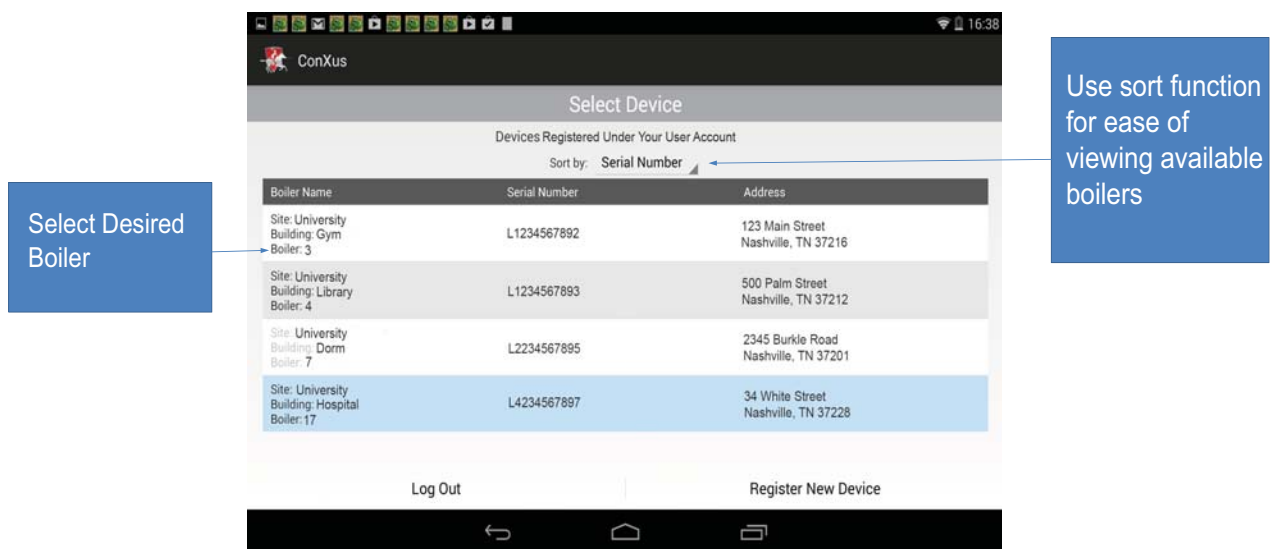 16:38
ConXus
Select Device
Devices Registered Under Your User Account
Sort by: Serial Number
Boiler Name Serial Number Address
Site: University
Building: Gym
Boiler: 3
L1234567892
123 Main Street
Nashville, TN 37216
Site: University
Building: Library
Boiler: 4
L1234567893
500 Palm Street
Nashville, TN 37212
Site: University
Building: Dorm
Boiler: 7
L2234567895
2345 Burkle Road
Nashville, TN 37201
Site: University
Building: Hospital
Boiler: 17
L4234567897
34 White Street
Nashville, TN 37228
Log Out Register New Device
Select Desired
Boiler
Use sort function
for ease of
viewing available
boilers